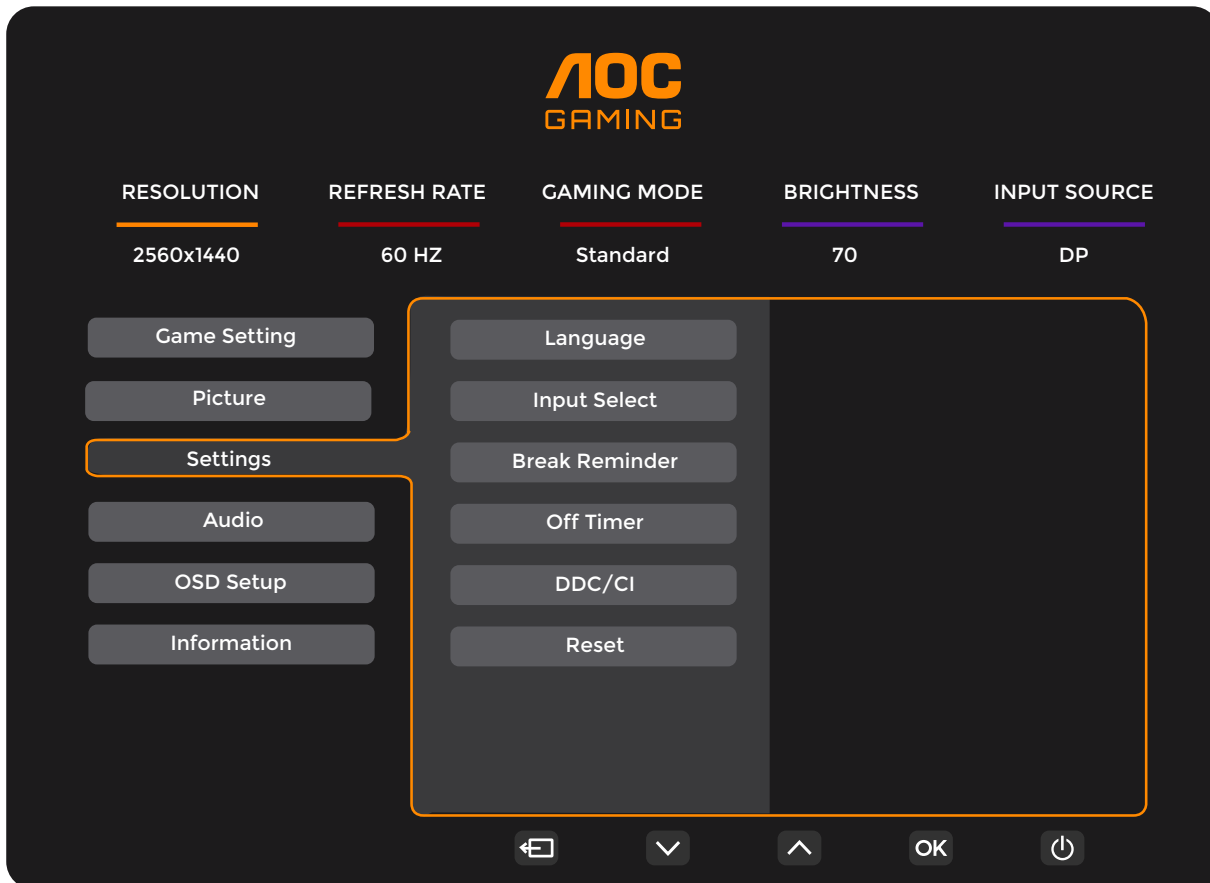 AOC
GAMING
RESOLUTION REFRESH RATE GAMING MODE BRIGHTNESS INPUT SOURCE
2560x1440 60 HZ Standard 70 DP
Game Setting
Picture
Settings
Audio
OSD Setup
Information
Language
Input Select
Break Reminder
Off Timer
DDC/CI
Reset
OK